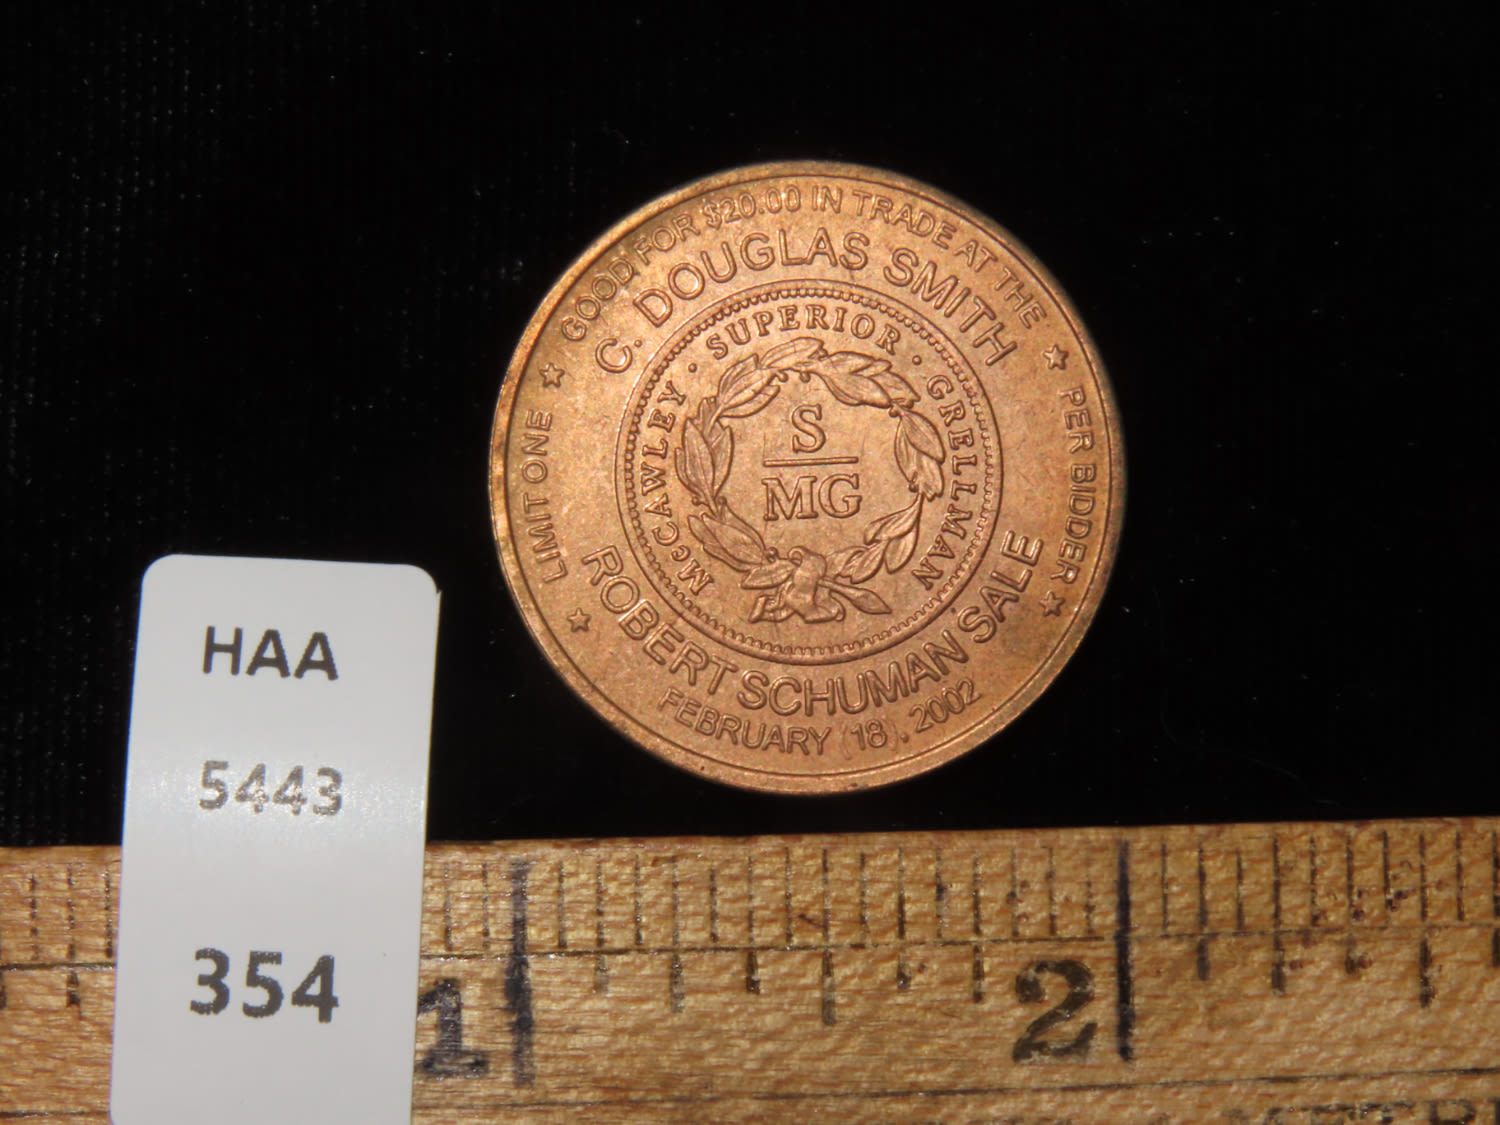 GOOD FOR $20.00 IN TRADE AT THE
C. DOUGLAS SMITH
LIMIT ONE
PER BIDDER
McCAWLEY · SUPERIOR · GRELLMAN
S
MG
ROBERT SCHUMAN SALE
FEBRUARY (18), 2002
HAA
5443
354
1
2